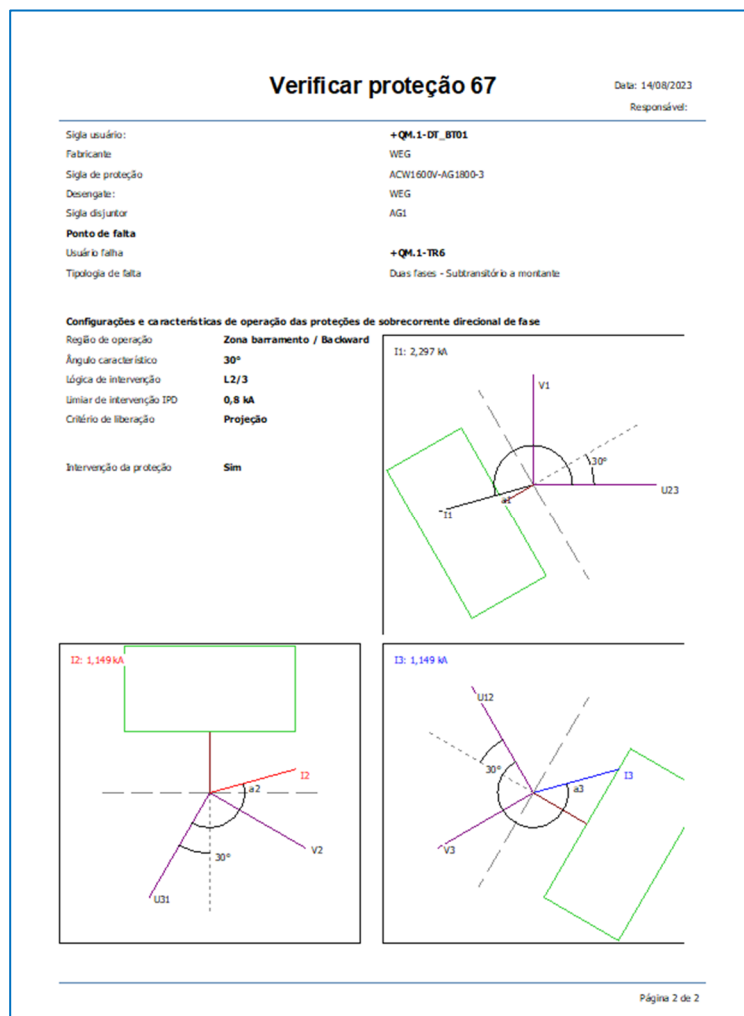 Verificar proteção 67
Data: 14/08/2023
Responsável:
Sigla usuário: +QM.1-DT_BT01
Fabricante WEG
Sigla de proteção ACW1600V-AG1800-3
Desengate: WEG
Sigla disjuntor AG1
Ponto de falta
Usuário falha +QM.1-TR6
Tipologia de falta Duas fases - Subtransitório a montante
Configurações e características de operação das proteções de sobrecorrente direcional de fase
Região de operação Zona barramento / Backward
Ângulo característico 30°
Lógica de intervenção L2/3
Limiar de intervenção IPD 0,8 kA
Critério de liberação Projeção
Intervenção da proteção Sim
I1: 2,297 kA
V1
30°
U23
a1
I1
I2: 1,149 kA
I2
a2
V2
30°
U31
I3: 1,149 kA
U12
30°
I3
a3
V3
Página 2 de 2